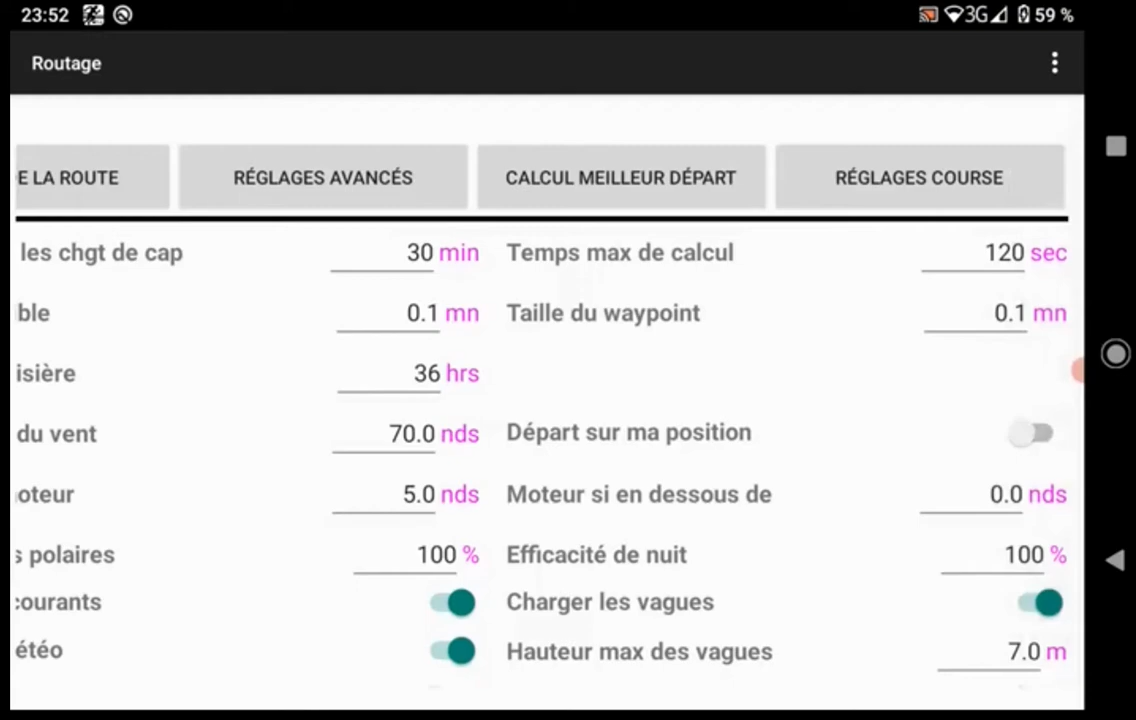 23:52 3G 59 %
Routage
E LA ROUTE RÉGLAGES AVANCÉS CALCUL MEILLEUR DÉPART RÉGLAGES COURSE
les chgt de cap 30 min Temps max de calcul 120 sec
ble 0.1 mn Taille du waypoint 0.1 mn
isière 36 hrs
du vent 70.0 nds Départ sur ma position
oteur 5.0 nds Moteur si en dessous de 0.0 nds
s polaires 100 % Efficacité de nuit 100 %
courants Charger les vagues
étéo Hauteur max des vagues 7.0 m